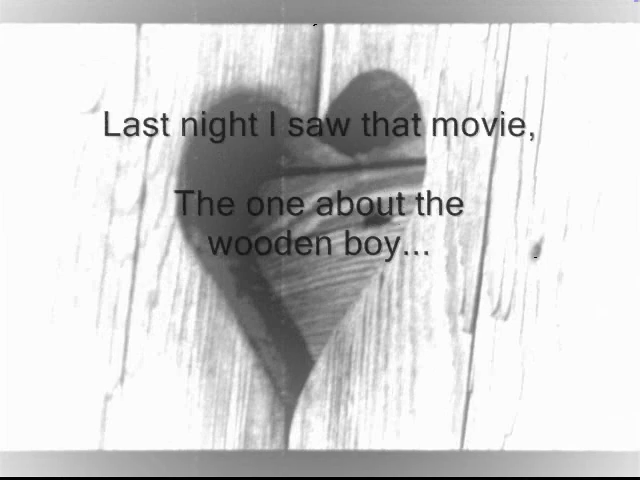 Last night I saw that movie,
The one about the
wooden boy...